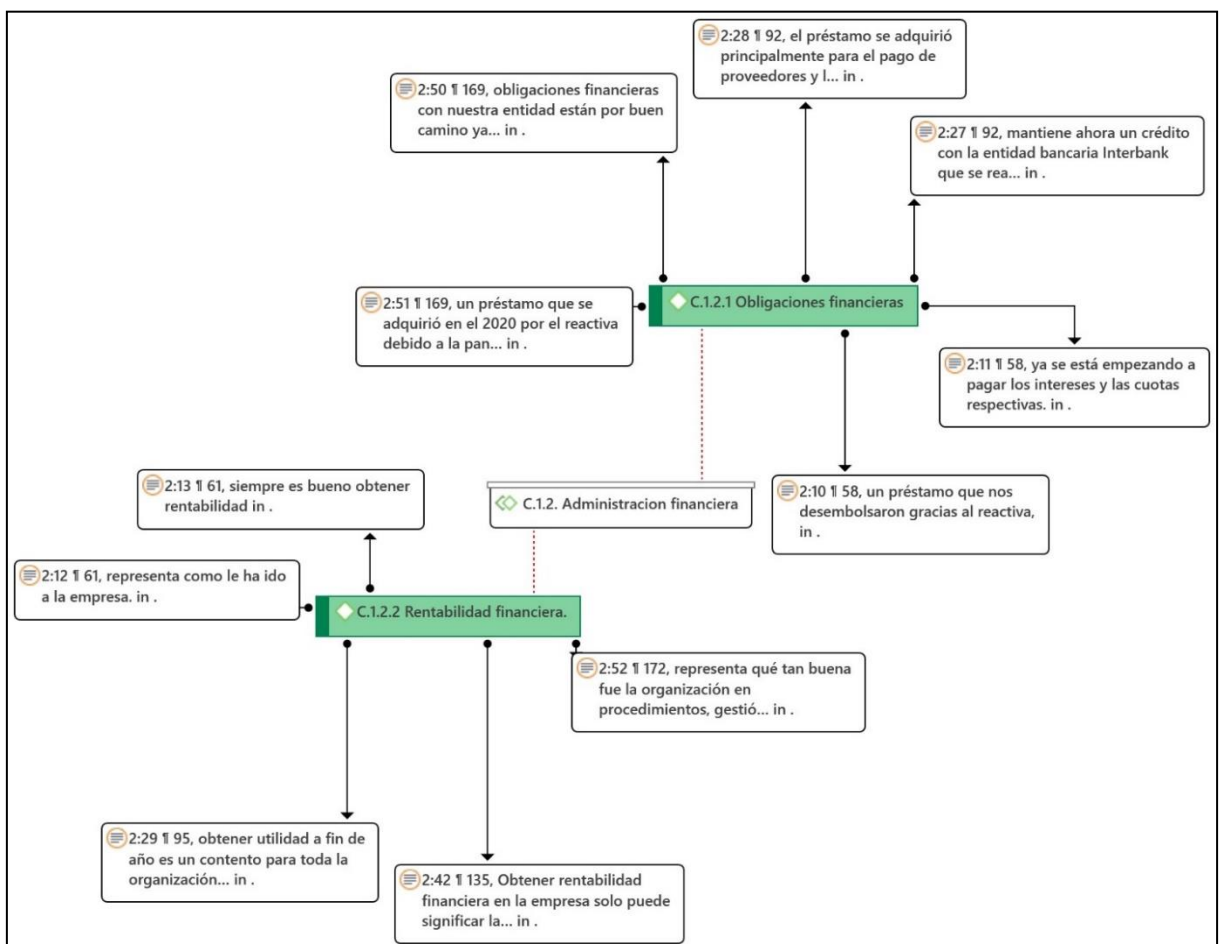 2:28 ¶ 92, el préstamo se adquirió
principalmente para el pago de
proveedores y l... in .
2:50 ¶ 169, obligaciones financieras
con nuestra entidad están por buen
camino ya... in .
2:27 ¶ 92, mantiene ahora un crédito
con la entidad bancaria Interbank
que se rea... in .
2:51 ¶ 169, un préstamo que se
adquirió en el 2020 por el reactiva
debido a la pan... in .
C.1.2.1 Obligaciones financieras
2:11 ¶ 58, ya se está empezando a
pagar los intereses y las cuotas
respectivas. in .
2:13 ¶ 61, siempre es bueno obtener
rentabilidad in .
C.1.2. Administracion financiera
2:10 ¶ 58, un préstamo que nos
desembolsaron gracias al reactiva,
in .
2:12 ¶ 61, representa como le ha ido
a la empresa. in .
C.1.2.2 Rentabilidad financiera.
2:52 ¶ 172, representa qué tan buena
fue la organización en
procedimientos, gestió... in .
2:29 ¶ 95, obtener utilidad a fin de
año es un contento para toda la
organización... in .
2:42 ¶ 135, Obtener rentabilidad
financiera en la empresa solo puede
significar la... in .